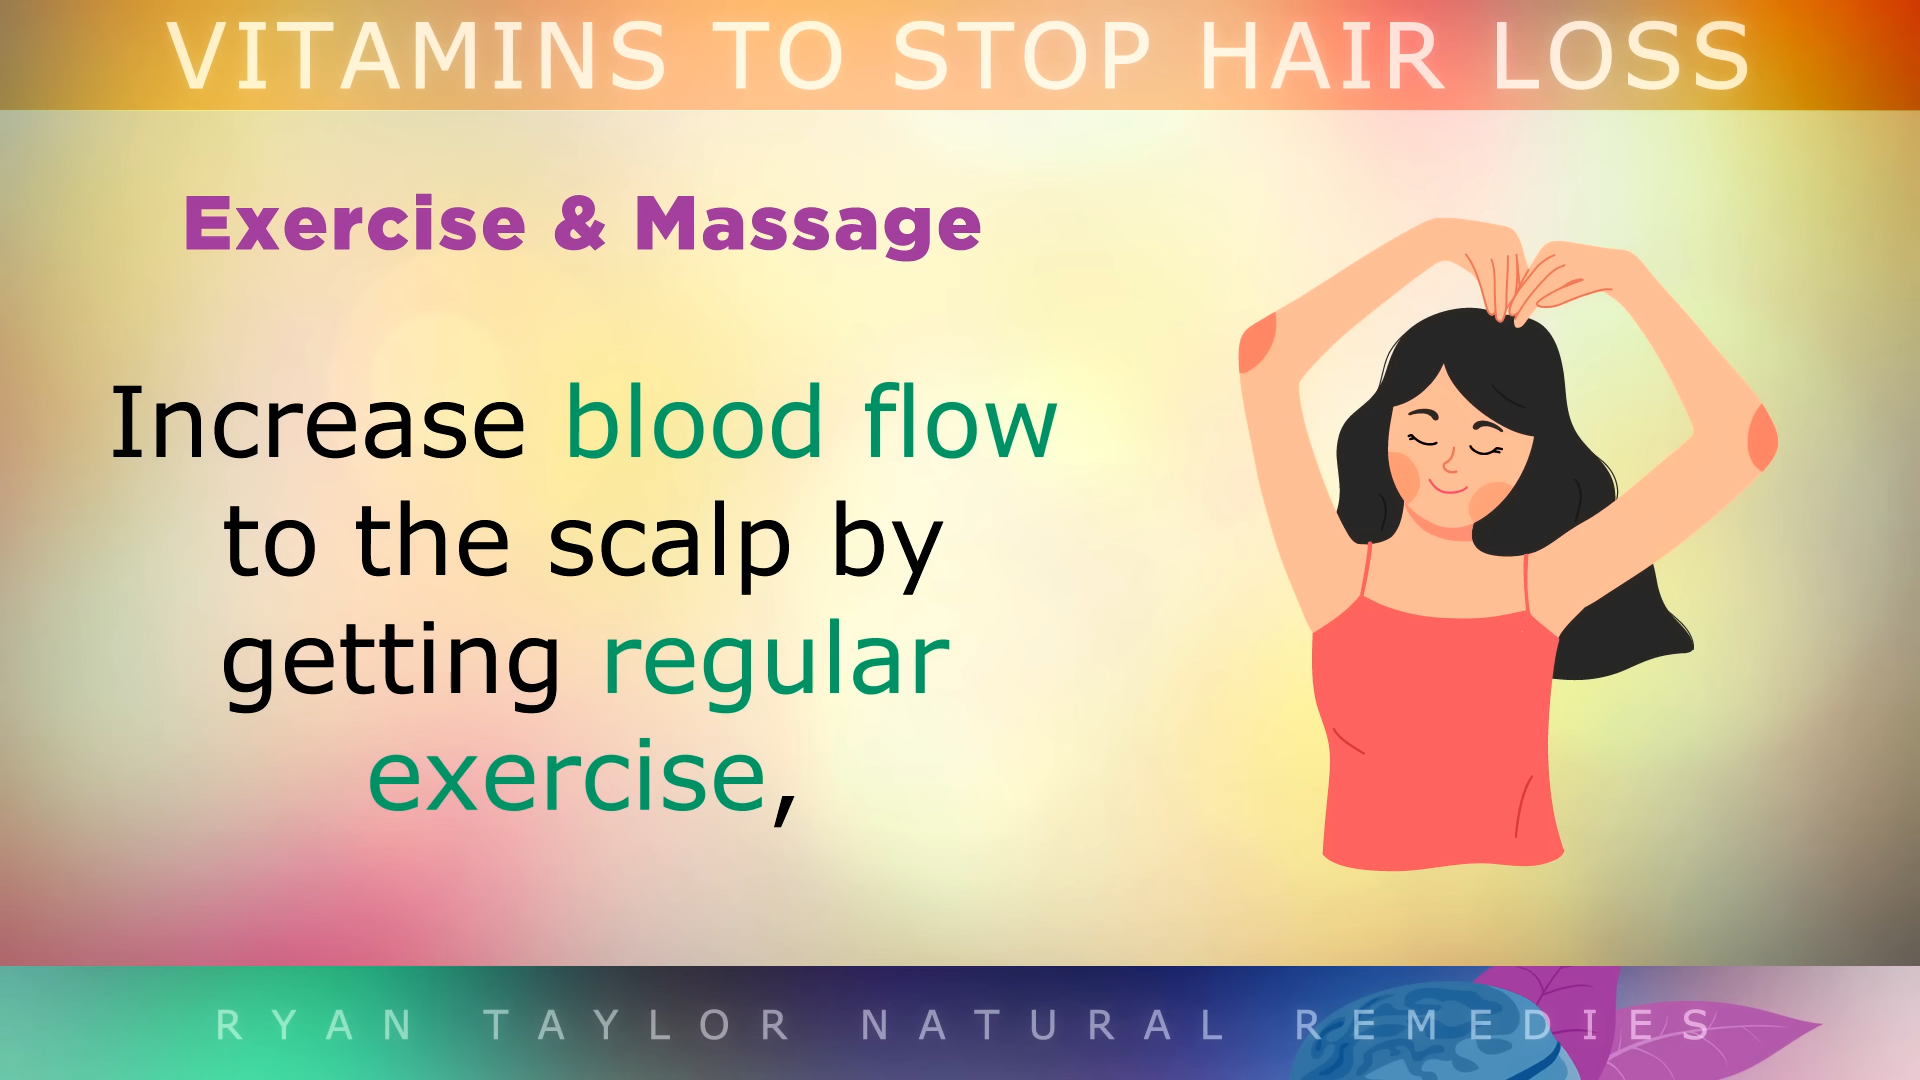 VITAMINS TO STOP HAIR LOSS
Exercise & Massage
Increase blood flow
to the scalp by
getting regular
exercise,
RYAN TAYLOR NATURAL REMEDIES